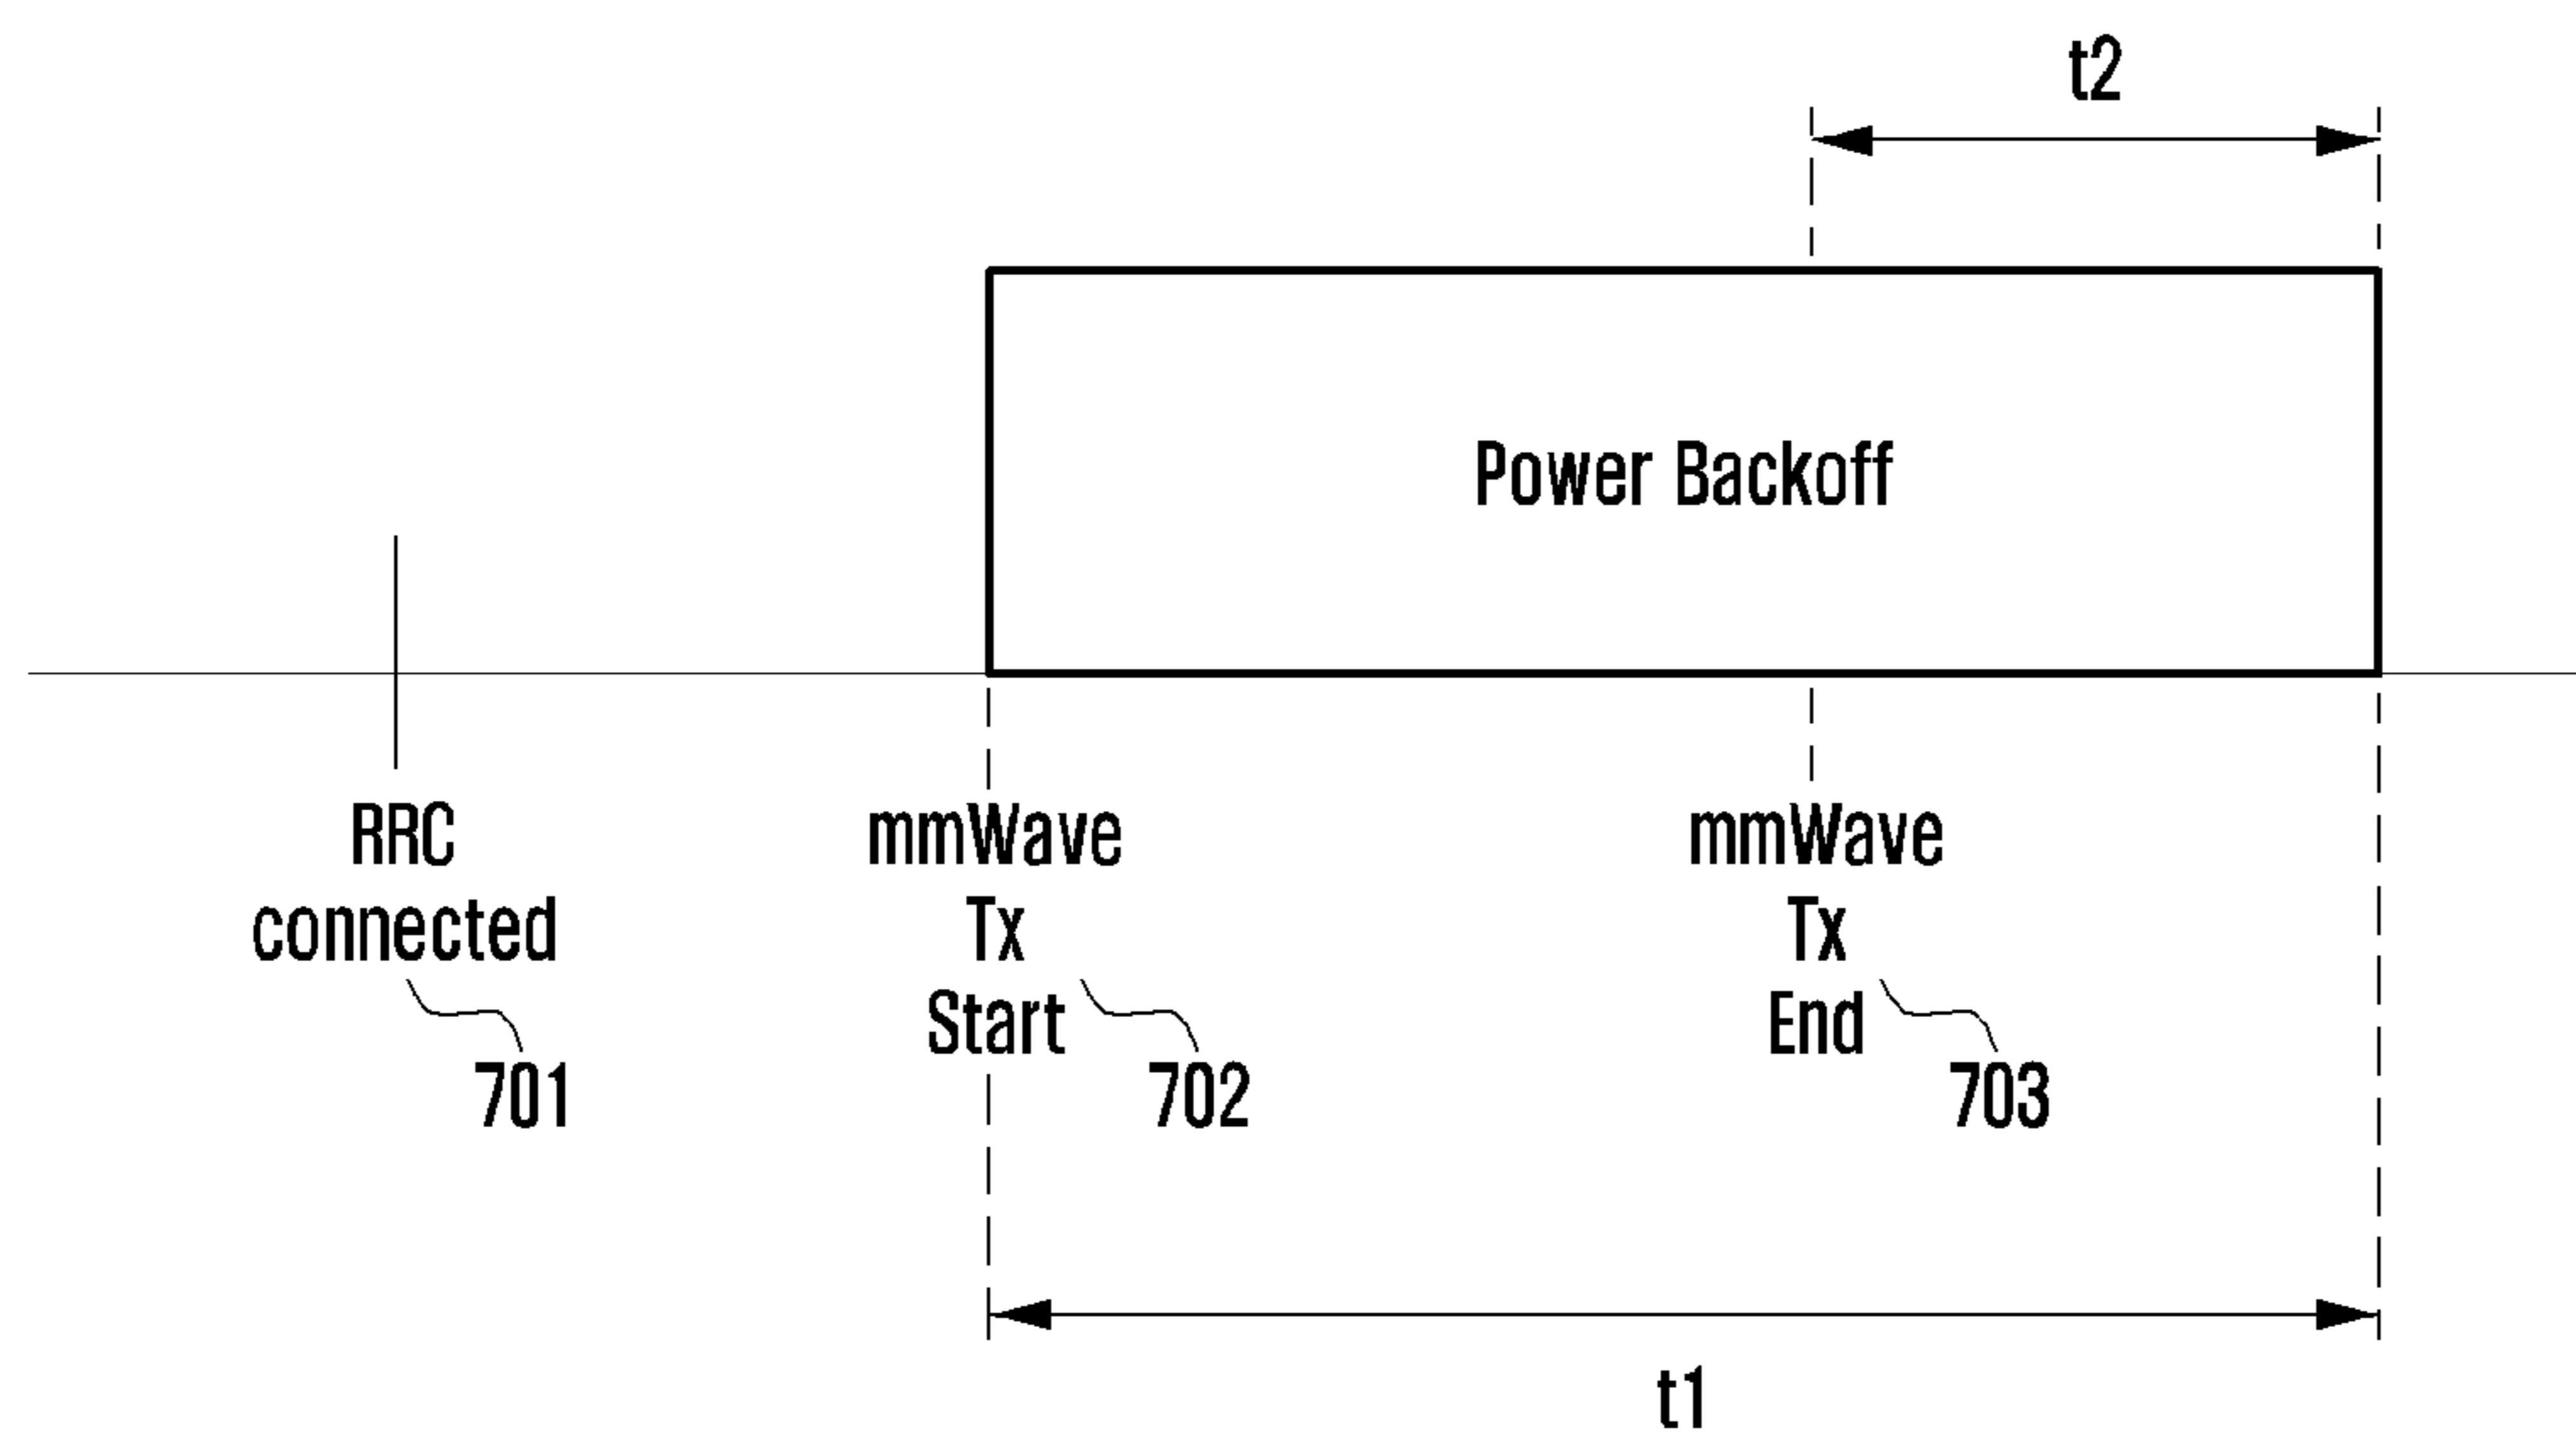 t2
Power Backoff
RRC
connected
701
mmWave
Tx
Start
702
mmWave
Tx
End
703
t1